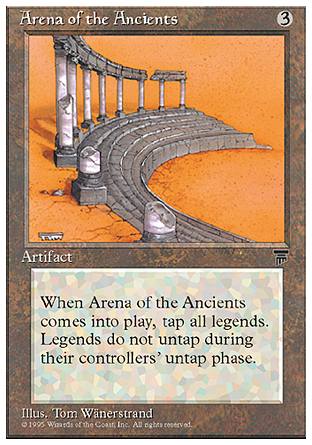 Arena of the Ancients 3
Artifact
When Arena of the Ancients
comes into play, tap all legends.
Legends do not untap during
their controllers' untap phase.
Illus. Tom Wänerstrand
© 1995 Wizards of the Coast, Inc. All rights reserved.